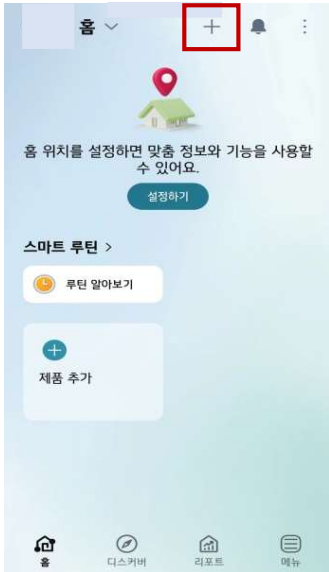 홈
홈 위치를 설정하면 맞춤 정보와 기능을 사용할
수 있어요.
설정하기
스마트 루틴 >
루틴 알아보기
제품 추가
홈
디스커버
리포트
메뉴